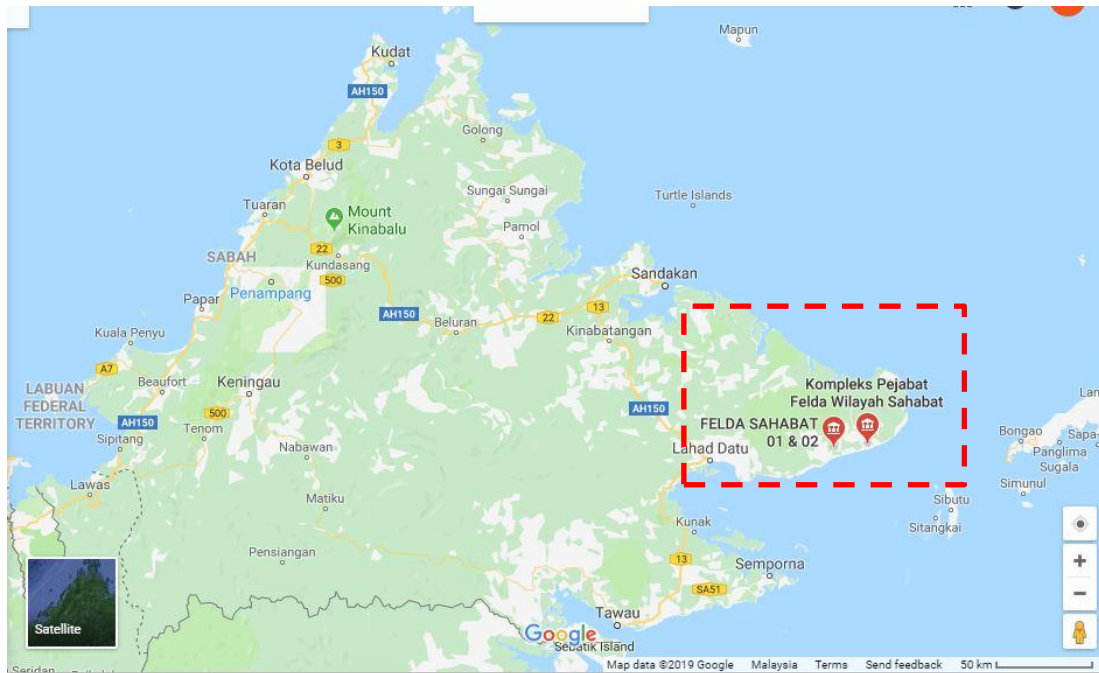 Mapun
Kudat
AH150
Golong
3
Kota Belud
Sungai Sungai
Turtle Islands
Tuaran
Mount
Kinabalu
Pamol
22
SABAH
Kundasang
Sandakan
500
Penampang
Papar
13
AH150
Beluran
22
Kinabatangan
Kuala Penyu
A7
Beaufort
Keningau
Kompleks Pejabat
Felda Wilayah Sahabat
LABUAN
FEDERAL
TERRITORY
AH150
500
AH150
FELDA SAHABAT
01 & 02
Lan
Sipitang
Tenom
Nabawan
Lahad Datu
Bongao
Sapa-
Panglima
Sugala
Simunul
Lawas
Matiku
Sibutu
Sitangkai
Kunak
Pensiangan
13
Semporna
SA51
Satellite
Tawau
Google
Sebatik Island
Map data ©2019 Google Malaysia Terms Send feedback 50 km